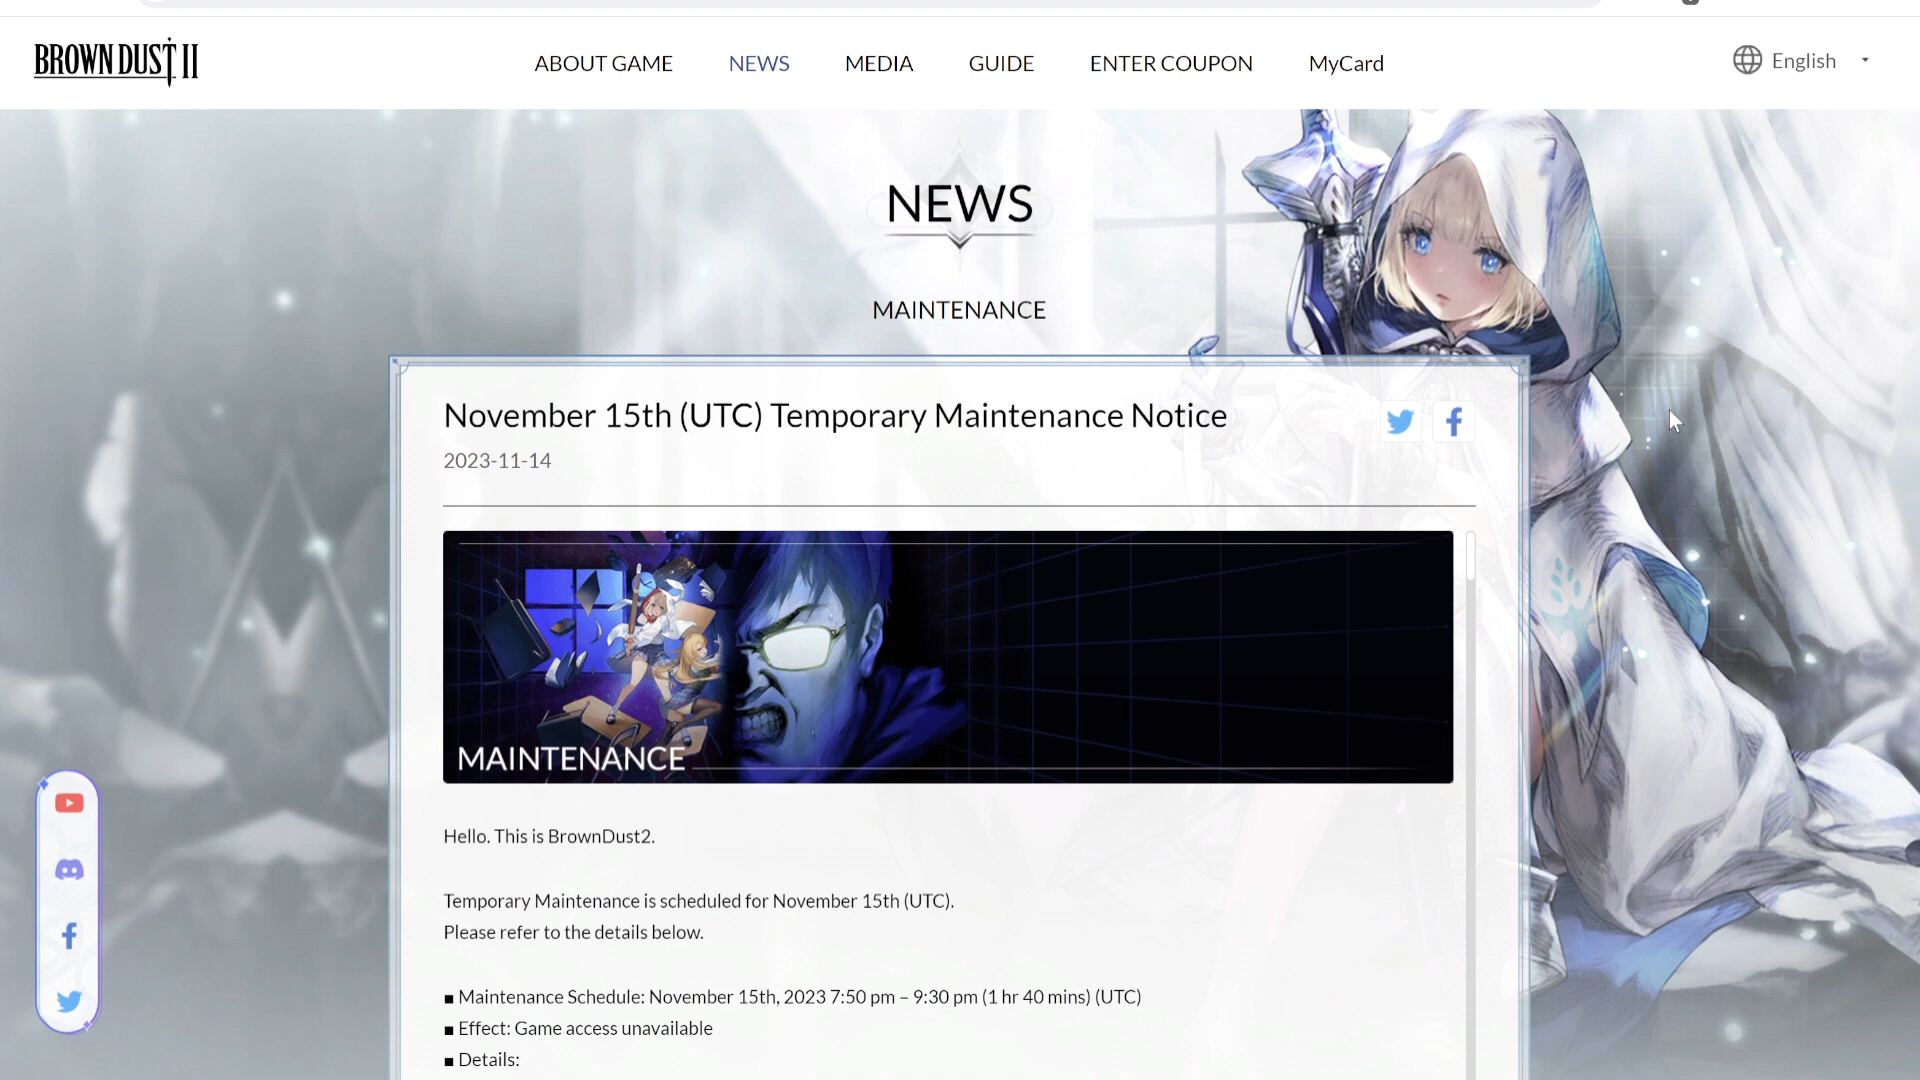 BROWN DUST II
ABOUT GAME
NEWS
MEDIA
GUIDE
ENTER COUPON
MyCard
English
NEWS
MAINTENANCE
November 15th (UTC) Temporary Maintenance Notice
2023-11-14
MAINTENANCE
Hello. This is BrownDust2.
Temporary Maintenance is scheduled for November 15th (UTC).
Please refer to the details below.
■ Maintenance Schedule: November 15th, 2023 7:50 pm – 9:30 pm (1 hr 40 mins) (UTC)
■ Effect: Game access unavailable
■ Details: